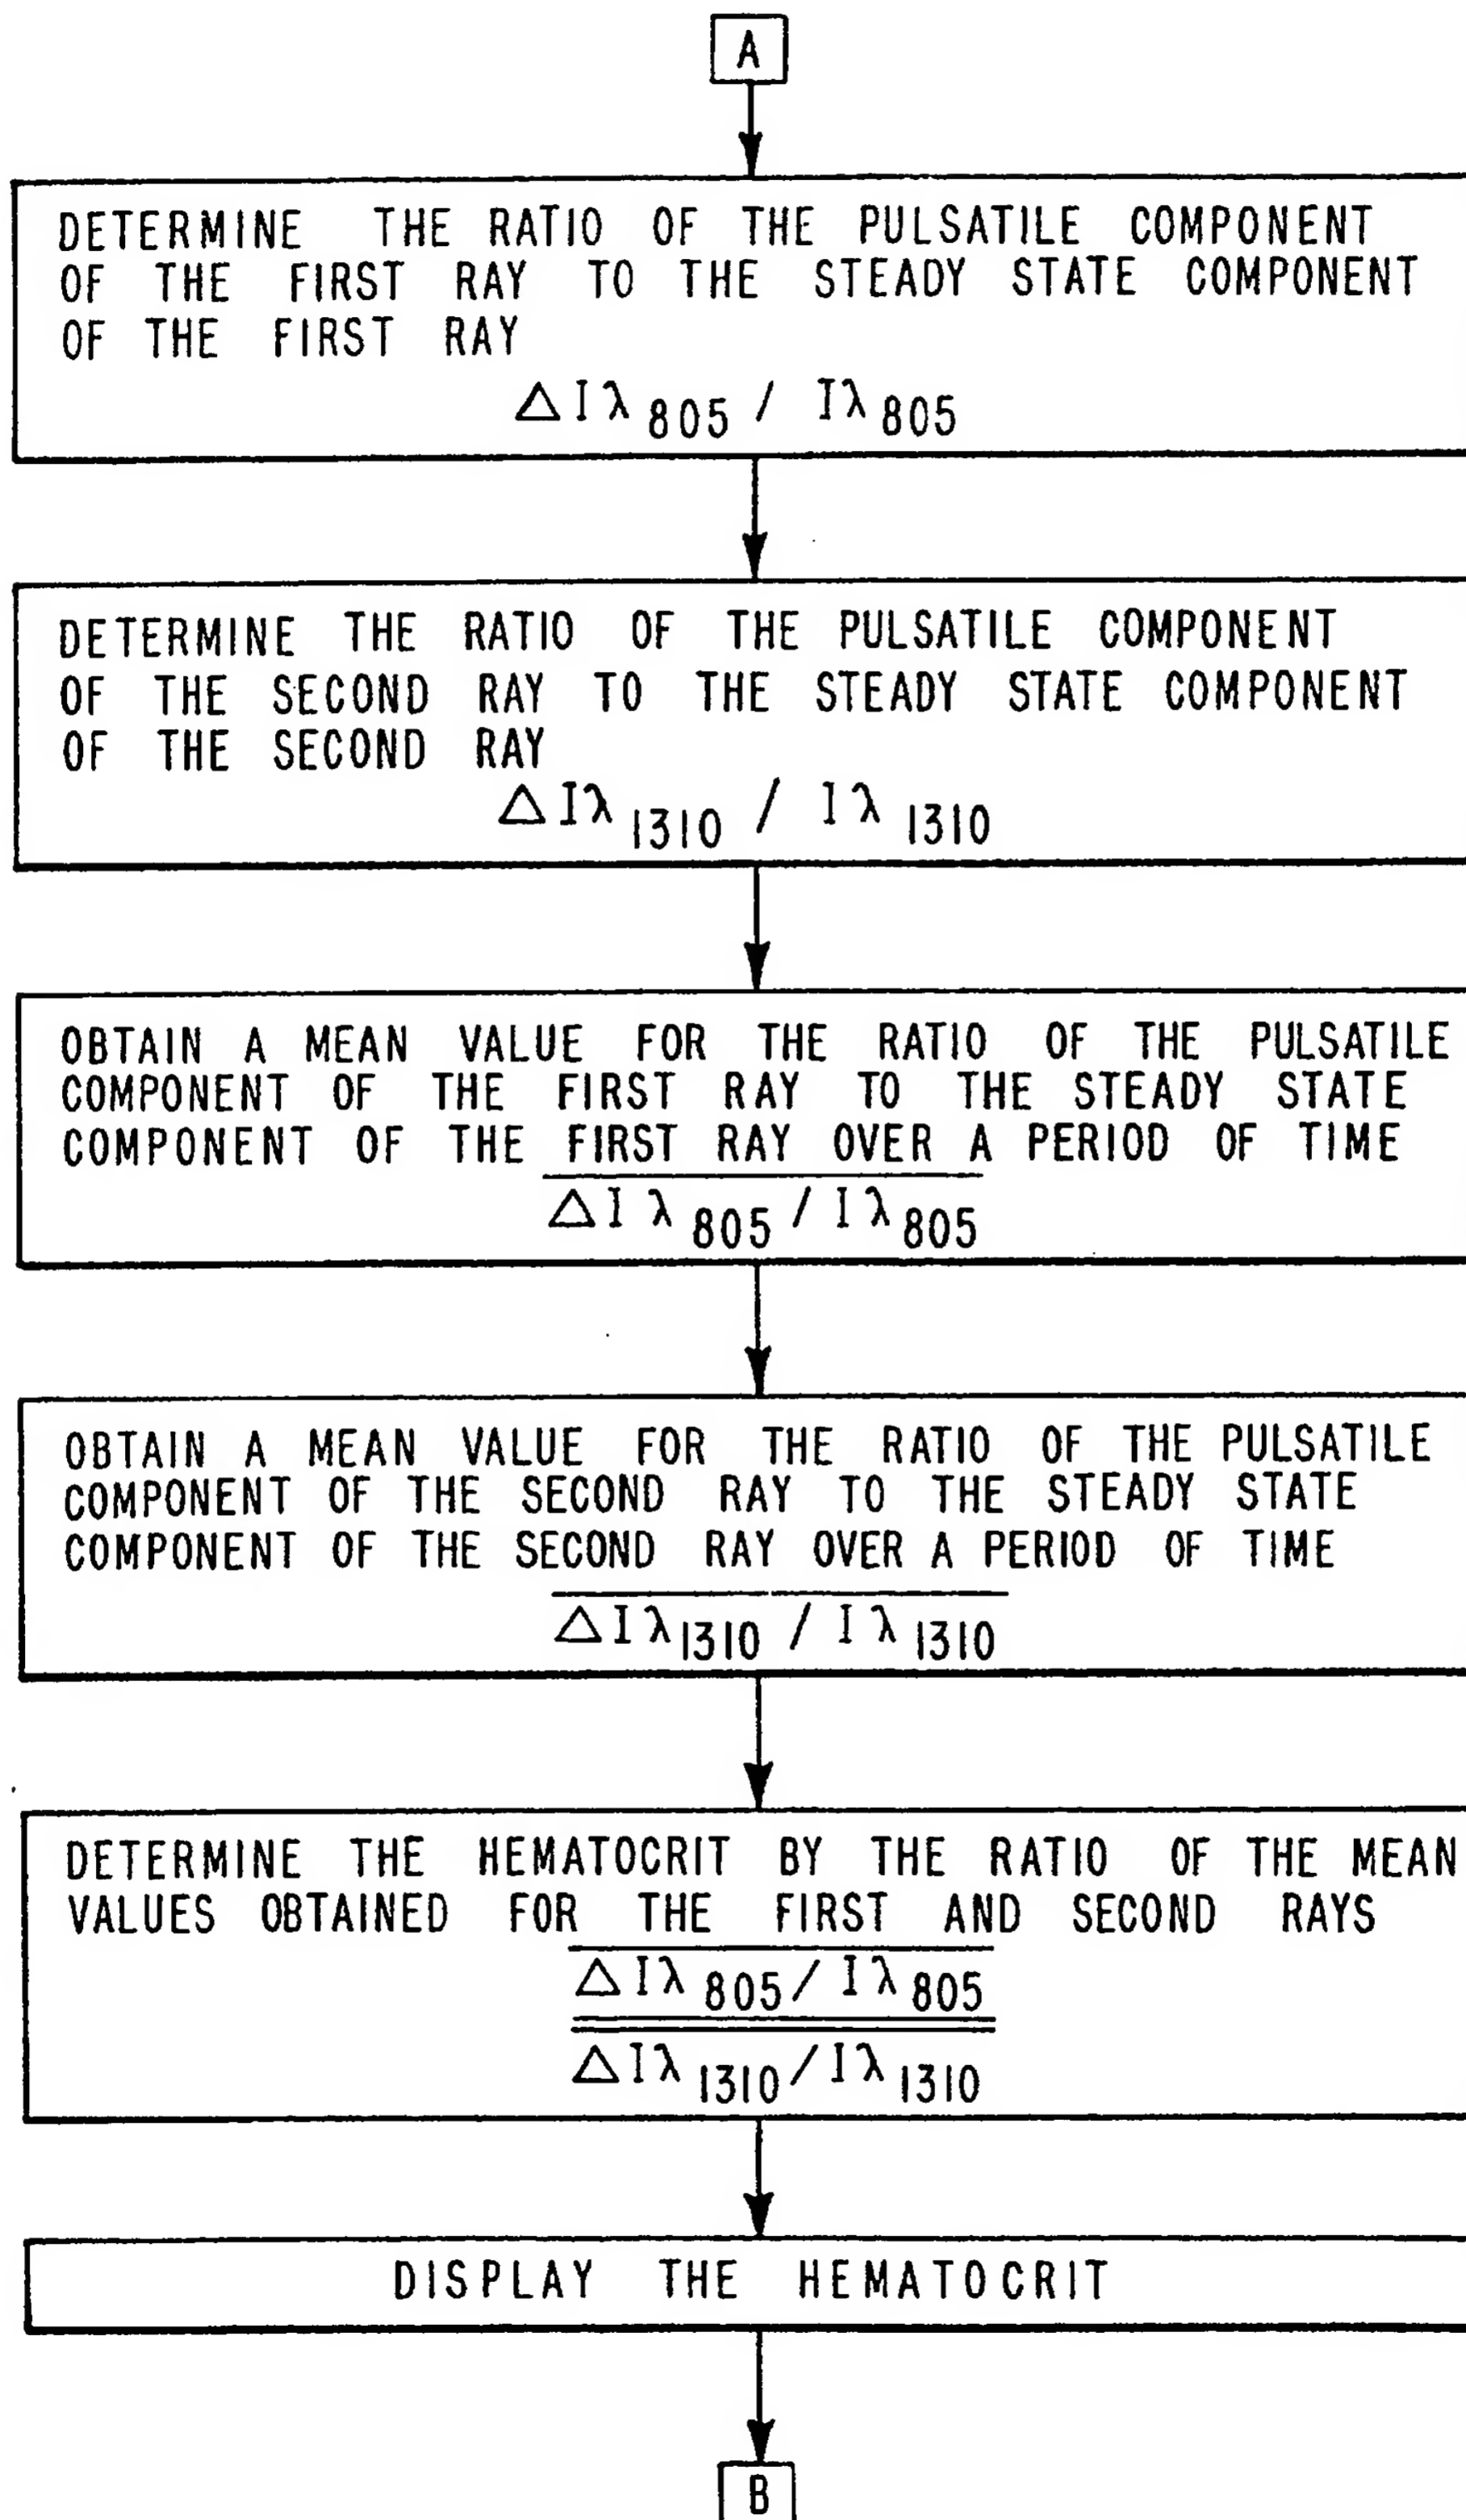 A
DETERMINE THE RATIO OF THE PULSATILE COMPONENT
OF THE FIRST RAY TO THE STEADY STATE COMPONENT
OF THE FIRST RAY
△Iλ805 / Iλ805
DETERMINE THE RATIO OF THE PULSATILE COMPONENT
OF THE SECOND RAY TO THE STEADY STATE COMPONENT
OF THE SECOND RAY
△Iλ1310 / Iλ1310
OBTAIN A MEAN VALUE FOR THE RATIO OF THE PULSATILE
COMPONENT OF THE FIRST RAY TO THE STEADY STATE
COMPONENT OF THE FIRST RAY OVER A PERIOD OF TIME
△Iλ805 / Iλ805
OBTAIN A MEAN VALUE FOR THE RATIO OF THE PULSATILE
COMPONENT OF THE SECOND RAY TO THE STEADY STATE
COMPONENT OF THE SECOND RAY OVER A PERIOD OF TIME
△Iλ1310 / Iλ1310
DETERMINE THE HEMATOCRIT BY THE RATIO OF THE MEAN
VALUES OBTAINED FOR THE FIRST AND SECOND RAYS
△Iλ805 / Iλ805
△Iλ1310 / Iλ1310
DISPLAY THE HEMATOCRIT
B